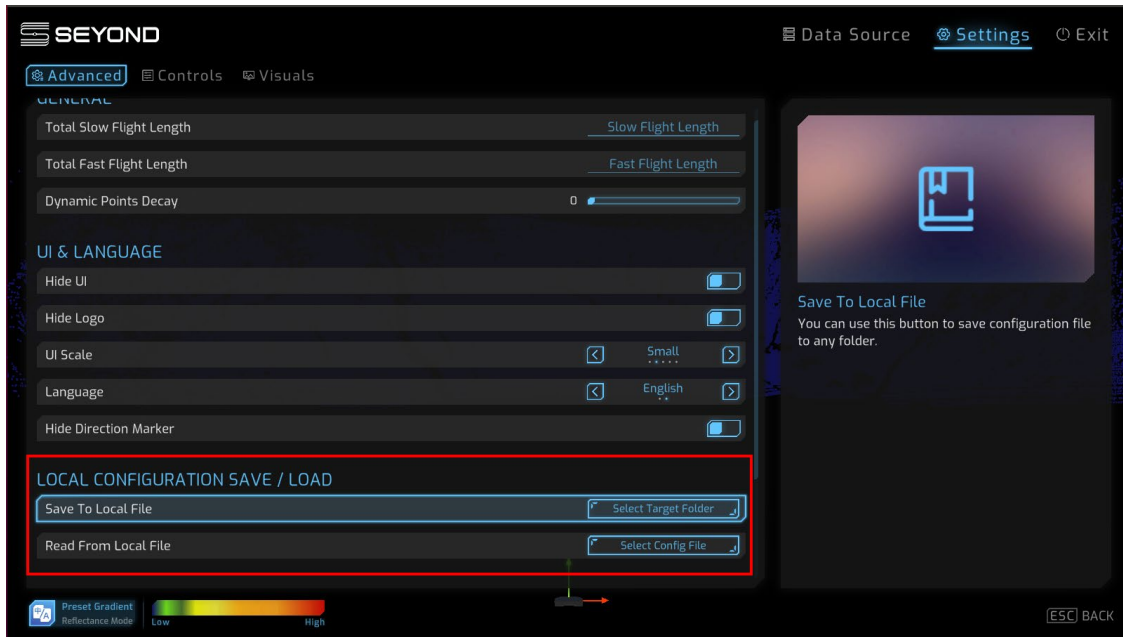 SEYOND
Data Source
Settings
Exit
Advanced
Controls
Visuals
GENERAL
Total Slow Flight Length
Slow Flight Length
Total Fast Flight Length
Fast Flight Length
Dynamic Points Decay
0
UI & LANGUAGE
Hide UI
Hide Logo
UI Scale
Small
Language
English
Hide Direction Marker
LOCAL CONFIGURATION SAVE / LOAD
Save To Local File
Select Target Folder
Read From Local File
Select Config File
Save To Local File
You can use this button to save configuration file
to any folder.
Preset Gradient
Reflectance Mode
Low
High
ESC BACK